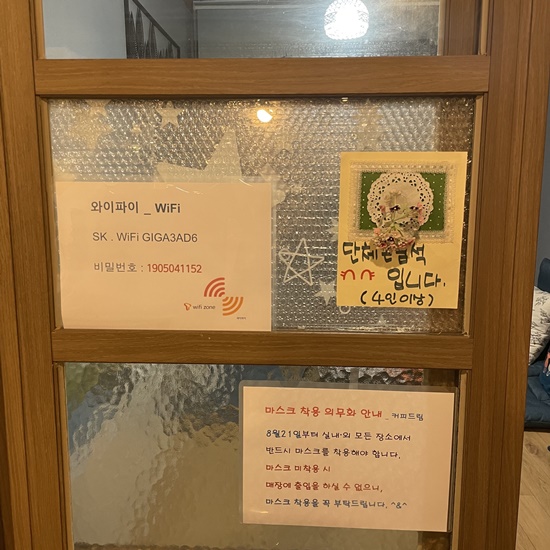 와이파이 _ WiFi
SK . WiFi GIGA3AD6
비밀번호 : 1905041152
wifi zone
단체손님석
입니다.
(4인이상)
마스크 착용 의무화 안내 _ 커피드림
8월21일부터 실내·외 모든 장소에서
반드시 마스크를 착용해야 합니다.
마스크 미착용 시
매장에 출입을 하실 수 없으니,
마스크 착용을 꼭 부탁드립니다. ^&^